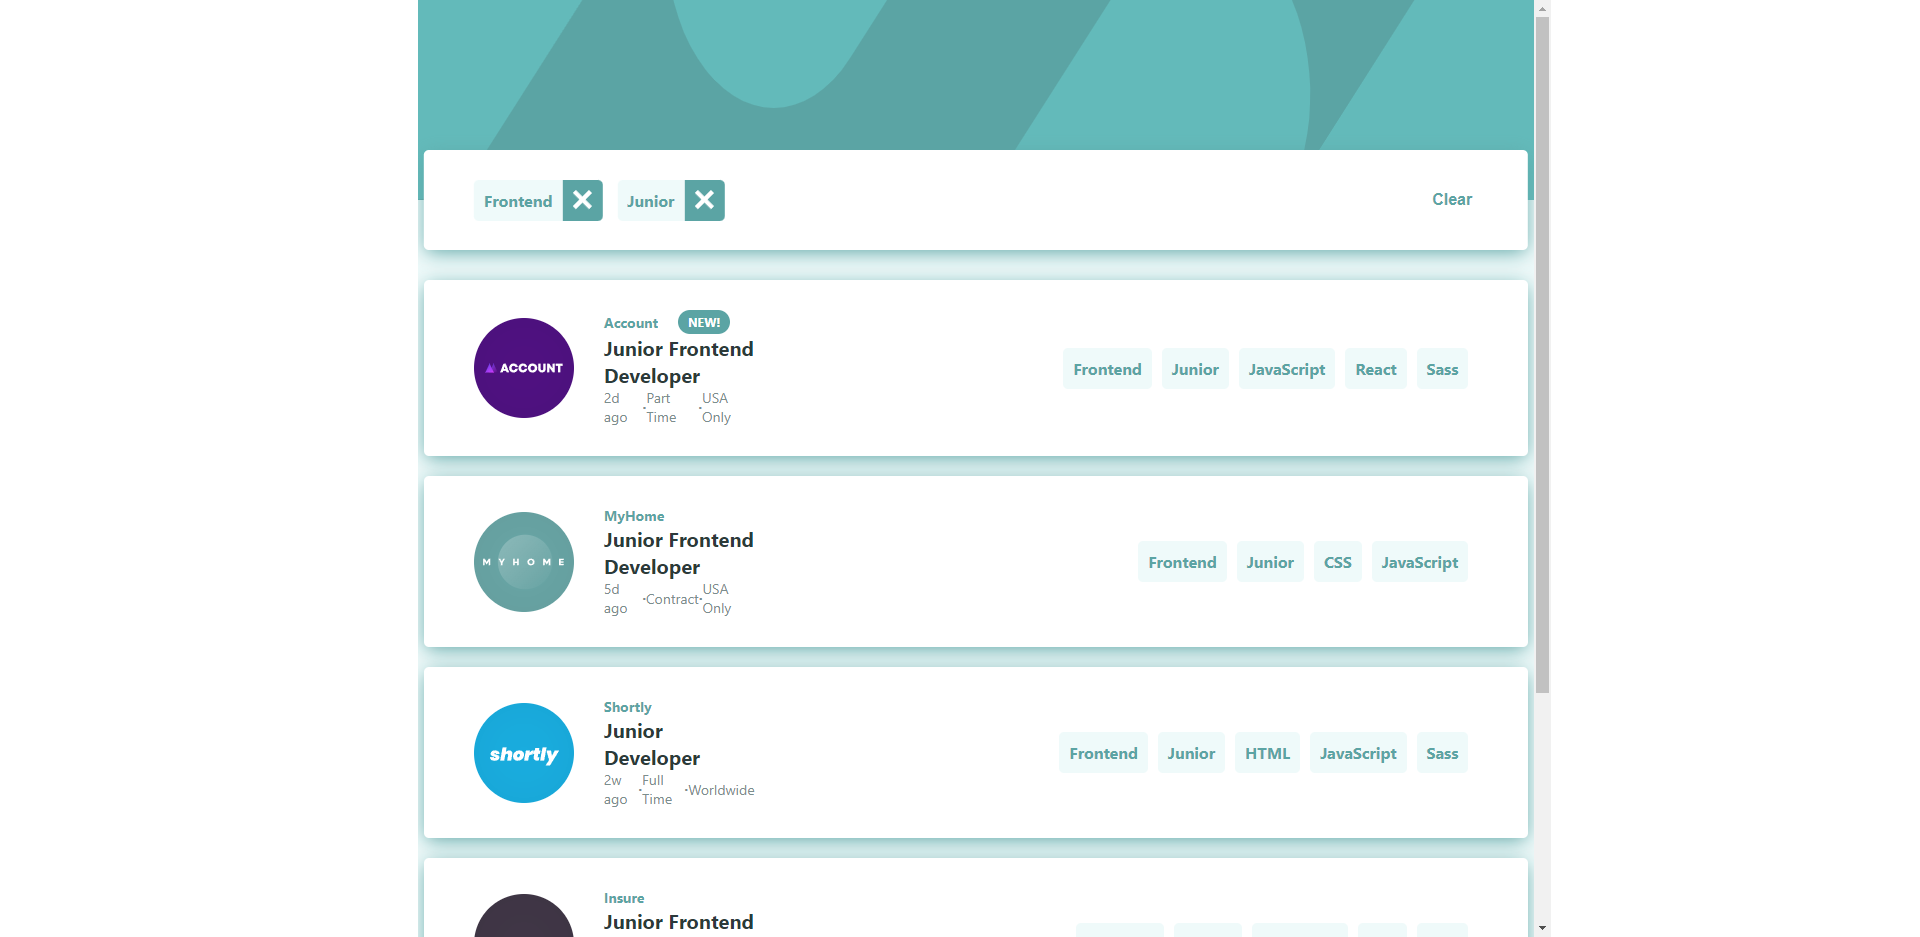 Frontend Junior Clear
Account NEW!
ACCOUNT
Junior Frontend
Developer
2d ago · Part Time · USA Only
Frontend Junior JavaScript React Sass
MyHome
MYHOME
Junior Frontend
Developer
5d ago · Contract · USA Only
Frontend Junior CSS JavaScript
Shortly
shortly
Junior
Developer
2w ago · Full Time · Worldwide
Frontend Junior HTML JavaScript Sass
Insure
Junior Frontend